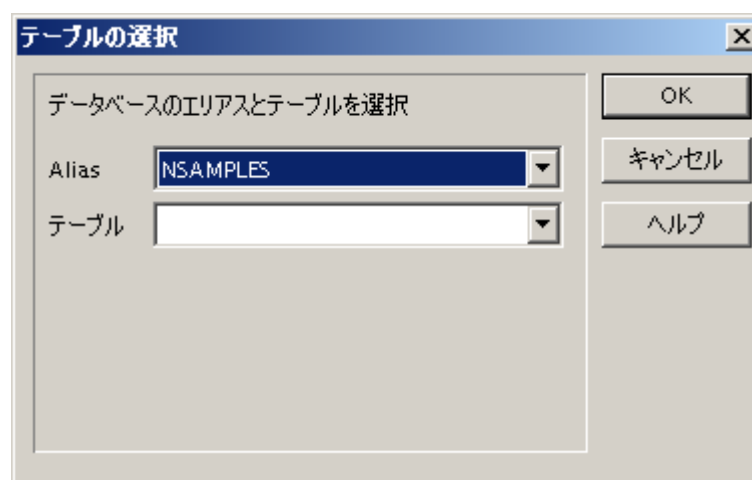 テーブルの選択
データベースのエリアスとテーブルを選択
Alias NSAMPLES
テーブル
OK
キャンセル
ヘルプ